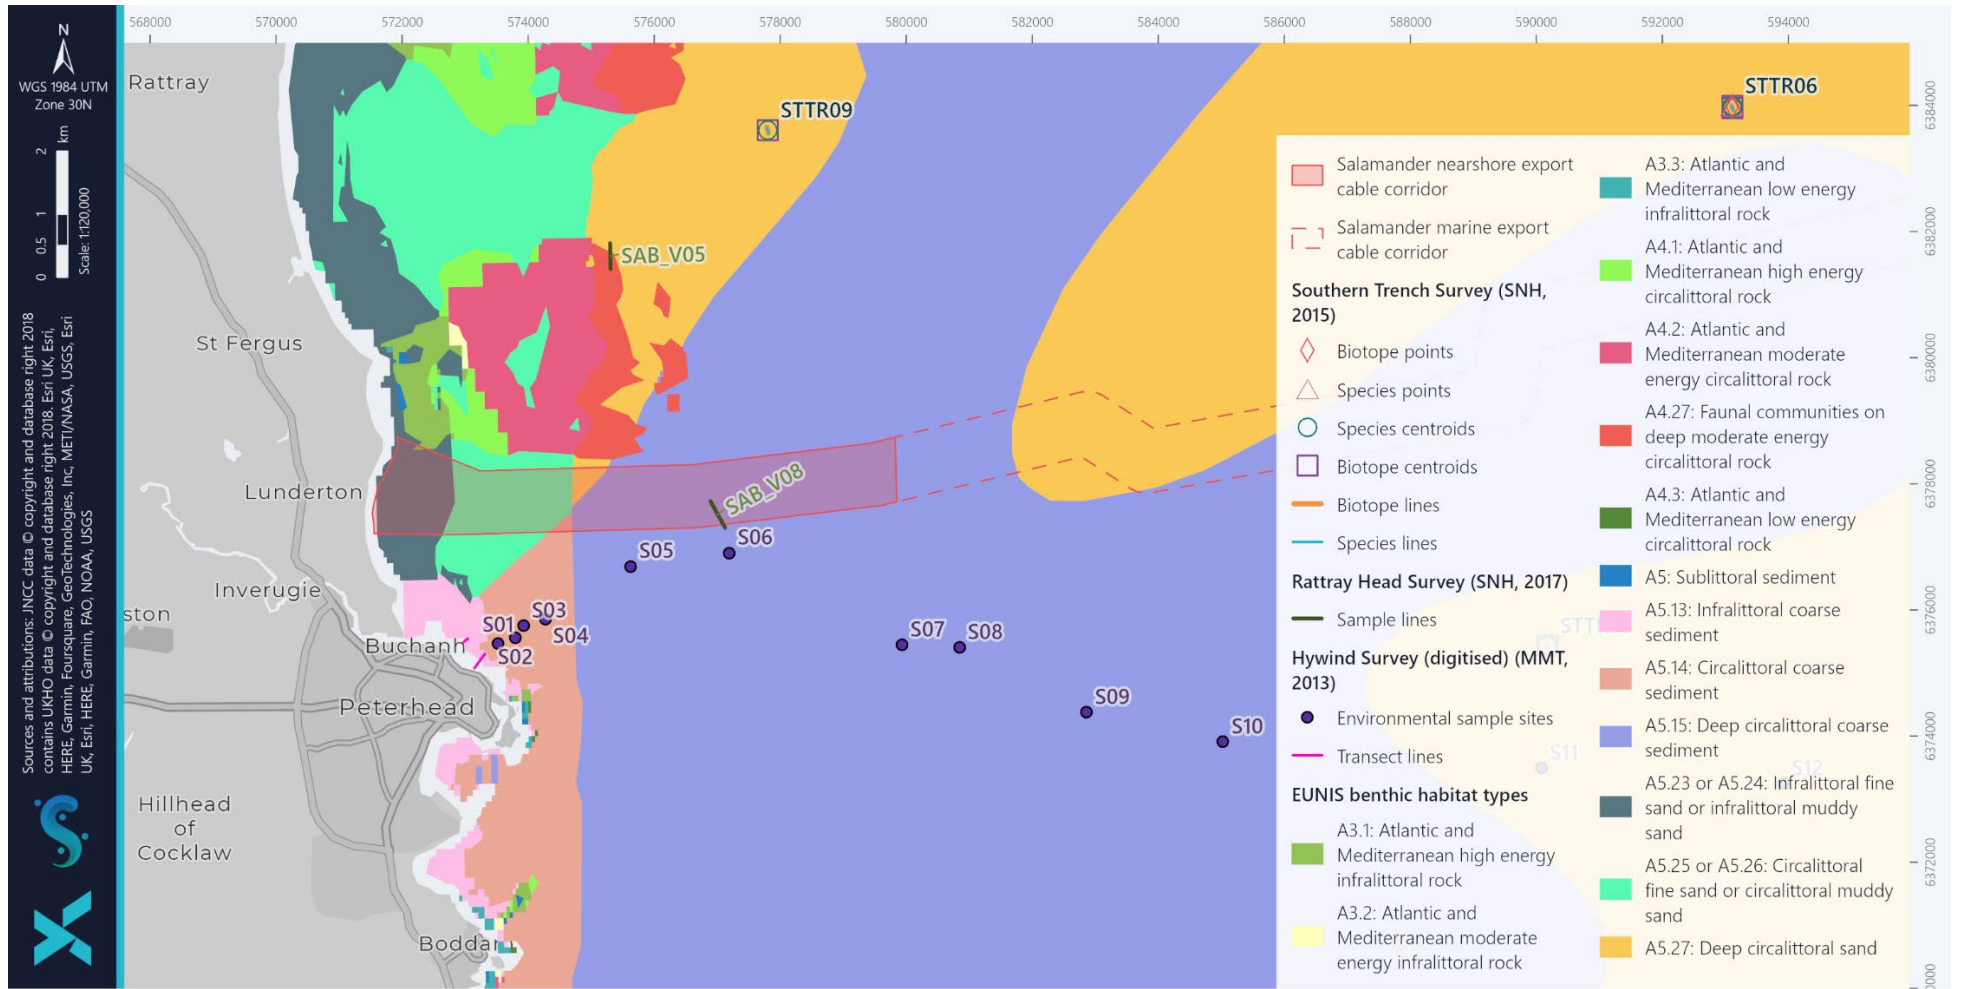 568000 570000 572000 574000 576000 578000 580000 582000 584000 586000 588000 590000 592000 594000
N
WGS 1984 UTM
Zone 30N
0 0.5 1 2 km
Scale: 1:120,000
Sources and attributions: JNCC data © copyright and database right 2018
contains UKHO data © copyright and database right 2018. Esri UK, Esri,
HERE, Garmin, Foursquare, GeoTechnologies, Inc, METI/NASA, USGS, Esri
UK, Esri, HERE, Garmin, FAO, NOAA, USGS
Rattray
St Fergus
Lunderton
Inverugie
ston
Buchanh
Peterhead
Hillhead
of
Cocklaw
Boddam
STTR09
STTR06
SAB_V05
SAB_V08
S05
S06
S03
S01
S04
S02
S07
S08
S09
S10
S11
S12
STT
6384000
6382000
6380000
6378000
6376000
6374000
6372000
Salamander nearshore export
cable corridor
Salamander marine export
cable corridor
Southern Trench Survey (SNH,
2015)
Biotope points
Species points
Species centroids
Biotope centroids
Biotope lines
Species lines
Rattray Head Survey (SNH, 2017)
Sample lines
Hywind Survey (digitised) (MMT,
2013)
Environmental sample sites
Transect lines
EUNIS benthic habitat types
A3.1: Atlantic and
Mediterranean high energy
infralittoral rock
A3.2: Atlantic and
Mediterranean moderate
energy infralittoral rock
A3.3: Atlantic and
Mediterranean low energy
infralittoral rock
A4.1: Atlantic and
Mediterranean high energy
circalittoral rock
A4.2: Atlantic and
Mediterranean moderate
energy circalittoral rock
A4.27: Faunal communities on
deep moderate energy
circalittoral rock
A4.3: Atlantic and
Mediterranean low energy
circalittoral rock
A5: Sublittoral sediment
A5.13: Infralittoral coarse
sediment
A5.14: Circalittoral coarse
sediment
A5.15: Deep circalittoral coarse
sediment
A5.23 or A5.24: Infralittoral fine
sand or infralittoral muddy
sand
A5.25 or A5.26: Circalittoral
fine sand or circalittoral muddy
sand
A5.27: Deep circalittoral sand